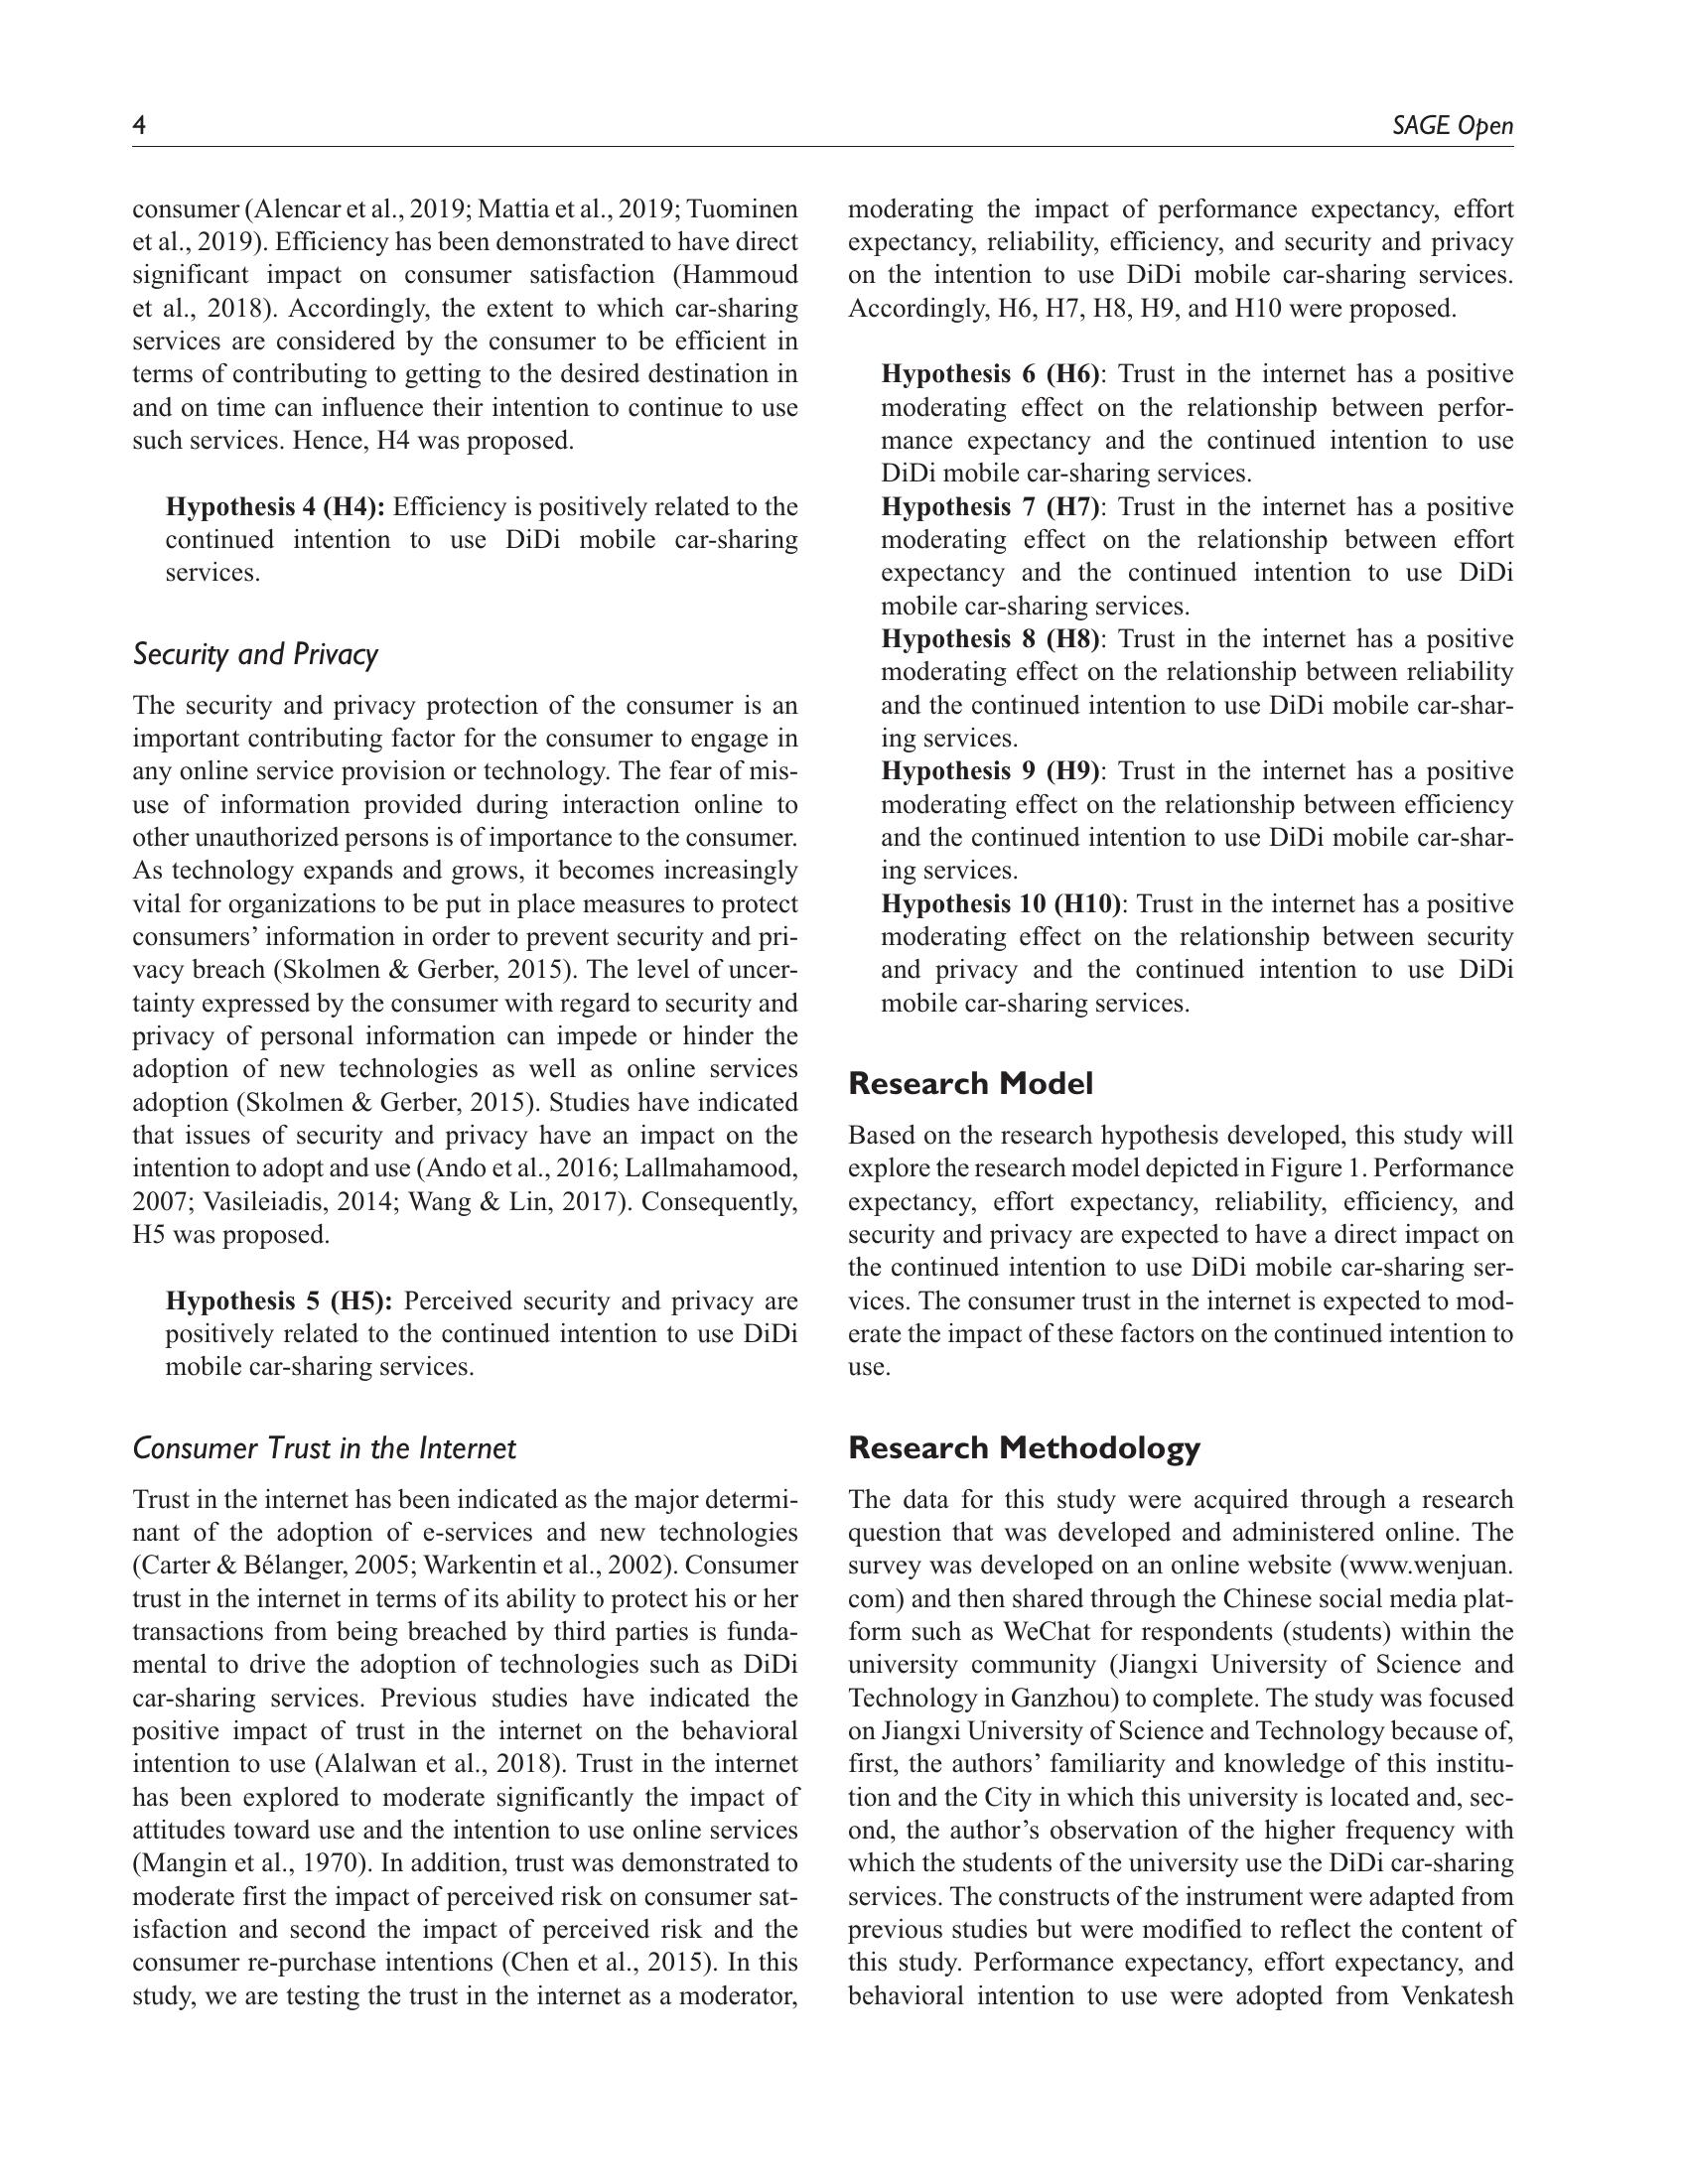 4
SAGE Open
consumer (Alencar et al., 2019; Mattia et al., 2019; Tuominen
et al., 2019). Efficiency has been demonstrated to have direct
significant impact on consumer satisfaction (Hammoud
et al., 2018). Accordingly, the extent to which car-sharing
services are considered by the consumer to be efficient in
terms of contributing to getting to the desired destination in
and on time can influence their intention to continue to use
such services. Hence, H4 was proposed.
Hypothesis 4 (H4): Efficiency is positively related to the
continued intention to use DiDi mobile car-sharing
services.
Security and Privacy
The security and privacy protection of the consumer is an
important contributing factor for the consumer to engage in
any online service provision or technology. The fear of mis-
use of information provided during interaction online to
other unauthorized persons is of importance to the consumer.
As technology expands and grows, it becomes increasingly
vital for organizations to be put in place measures to protect
consumers’ information in order to prevent security and pri-
vacy breach (Skolmen & Gerber, 2015). The level of uncer-
tainty expressed by the consumer with regard to security and
privacy of personal information can impede or hinder the
adoption of new technologies as well as online services
adoption (Skolmen & Gerber, 2015). Studies have indicated
that issues of security and privacy have an impact on the
intention to adopt and use (Ando et al., 2016; Lallmahamood,
2007; Vasileiadis, 2014; Wang & Lin, 2017). Consequently,
H5 was proposed.
Hypothesis 5 (H5): Perceived security and privacy are
positively related to the continued intention to use DiDi
mobile car-sharing services.
Consumer Trust in the Internet
Trust in the internet has been indicated as the major determi-
nant of the adoption of e-services and new technologies
(Carter & Bélanger, 2005; Warkentin et al., 2002). Consumer
trust in the internet in terms of its ability to protect his or her
transactions from being breached by third parties is funda-
mental to drive the adoption of technologies such as DiDi
car-sharing services. Previous studies have indicated the
positive impact of trust in the internet on the behavioral
intention to use (Alalwan et al., 2018). Trust in the internet
has been explored to moderate significantly the impact of
attitudes toward use and the intention to use online services
(Mangin et al., 1970). In addition, trust was demonstrated to
moderate first the impact of perceived risk on consumer sat-
isfaction and second the impact of perceived risk and the
consumer re-purchase intentions (Chen et al., 2015). In this
study, we are testing the trust in the internet as a moderator,
moderating the impact of performance expectancy, effort
expectancy, reliability, efficiency, and security and privacy
on the intention to use DiDi mobile car-sharing services.
Accordingly, H6, H7, H8, H9, and H10 were proposed.
Hypothesis 6 (H6): Trust in the internet has a positive
moderating effect on the relationship between perfor-
mance expectancy and the continued intention to use
DiDi mobile car-sharing services.
Hypothesis 7 (H7): Trust in the internet has a positive
moderating effect on the relationship between effort
expectancy and the continued intention to use DiDi
mobile car-sharing services.
Hypothesis 8 (H8): Trust in the internet has a positive
moderating effect on the relationship between reliability
and the continued intention to use DiDi mobile car-shar-
ing services.
Hypothesis 9 (H9): Trust in the internet has a positive
moderating effect on the relationship between efficiency
and the continued intention to use DiDi mobile car-shar-
ing services.
Hypothesis 10 (H10): Trust in the internet has a positive
moderating effect on the relationship between security
and privacy and the continued intention to use DiDi
mobile car-sharing services.
Research Model
Based on the research hypothesis developed, this study will
explore the research model depicted in Figure 1. Performance
expectancy, effort expectancy, reliability, efficiency, and
security and privacy are expected to have a direct impact on
the continued intention to use DiDi mobile car-sharing ser-
vices. The consumer trust in the internet is expected to mod-
erate the impact of these factors on the continued intention to
use.
Research Methodology
The data for this study were acquired through a research
question that was developed and administered online. The
survey was developed on an online website (www.wenjuan.
com) and then shared through the Chinese social media plat-
form such as WeChat for respondents (students) within the
university community (Jiangxi University of Science and
Technology in Ganzhou) to complete. The study was focused
on Jiangxi University of Science and Technology because of,
first, the authors’ familiarity and knowledge of this institu-
tion and the City in which this university is located and, sec-
ond, the author’s observation of the higher frequency with
which the students of the university use the DiDi car-sharing
services. The constructs of the instrument were adapted from
previous studies but were modified to reflect the content of
this study. Performance expectancy, effort expectancy, and
behavioral intention to use were adopted from Venkatesh